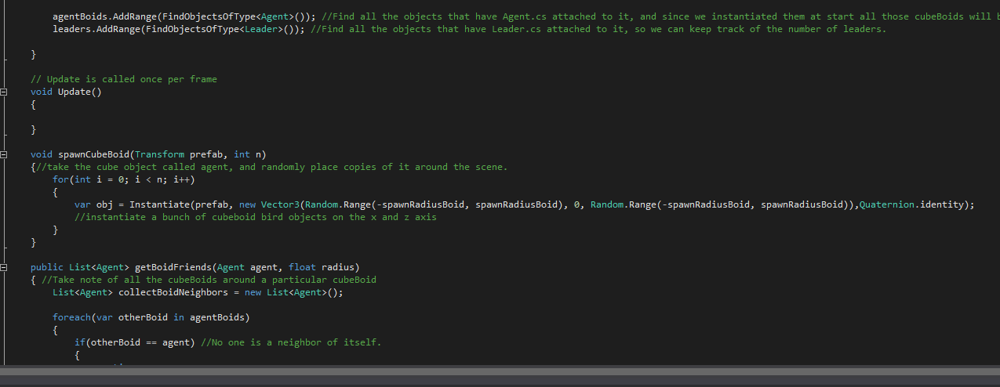 agentBoids.AddRange(FindObjectsOfType<Agent>()); //Find all the objects that have Agent.cs attached to it, and since we instantiated them at start all those cubeBoids will
leaders.AddRange(FindObjectsOfType<Leader>()); //Find all the objects that have Leader.cs attached to it, so we can keep track of the number of leaders.
}
// Update is called once per frame
void Update()
{
}
void spawnCubeBoid(Transform prefab, int n)
{//take the cube object called agent, and randomly place copies of it around the scene.
for(int i = 0; i < n; i++)
{
var obj = Instantiate(prefab, new Vector3(Random.Range(-spawnRadiusBoid, spawnRadiusBoid), 0, Random.Range(-spawnRadiusBoid, spawnRadiusBoid)),Quaternion.identity);
//instantiate a bunch of cubeboid bird objects on the x and z axis
}
}
public List<Agent> getBoidFriends(Agent agent, float radius)
{ //Take note of all the cubeBoids around a particular cubeBoid
List<Agent> collectBoidNeighbors = new List<Agent>();
foreach(var otherBoid in agentBoids)
{
if(otherBoid == agent) //No one is a neighbor of itself.
{